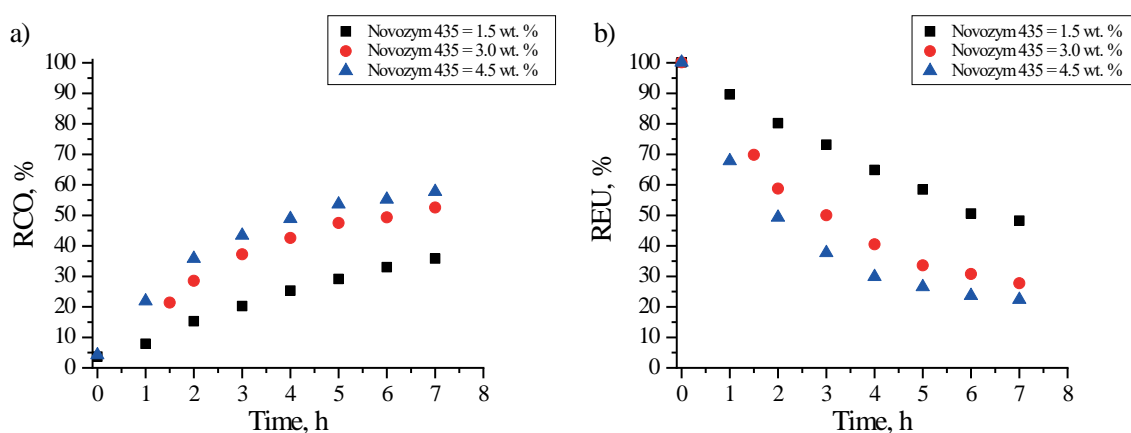 a)
Novozym 435 = 1.5 wt. %
Novozym 435 = 3.0 wt. %
Novozym 435 = 4.5 wt. %
100
90
80
70
60
50
40
30
20
10
0
RCO, %
0 1 2 3 4 5 6 7 8
Time, h
b)
Novozym 435 = 1.5 wt. %
Novozym 435 = 3.0 wt. %
Novozym 435 = 4.5 wt. %
100
90
80
70
60
50
40
30
20
10
0
REU, %
0 1 2 3 4 5 6 7 8
Time, h